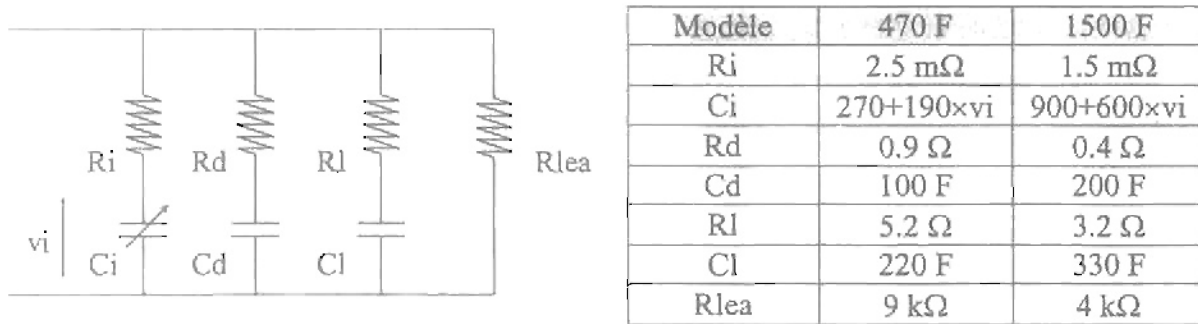 Ri Rd Rl Rlea
vi Ci Cd Cl
Modèle 470 F 1500 F
Ri 2.5 mΩ 1.5 mΩ
Ci 270+190×vi 900+600×vi
Rd 0.9 Ω 0.4 Ω
Cd 100 F 200 F
Rl 5.2 Ω 3.2 Ω
Cl 220 F 330 F
Rlea 9 kΩ 4 kΩ